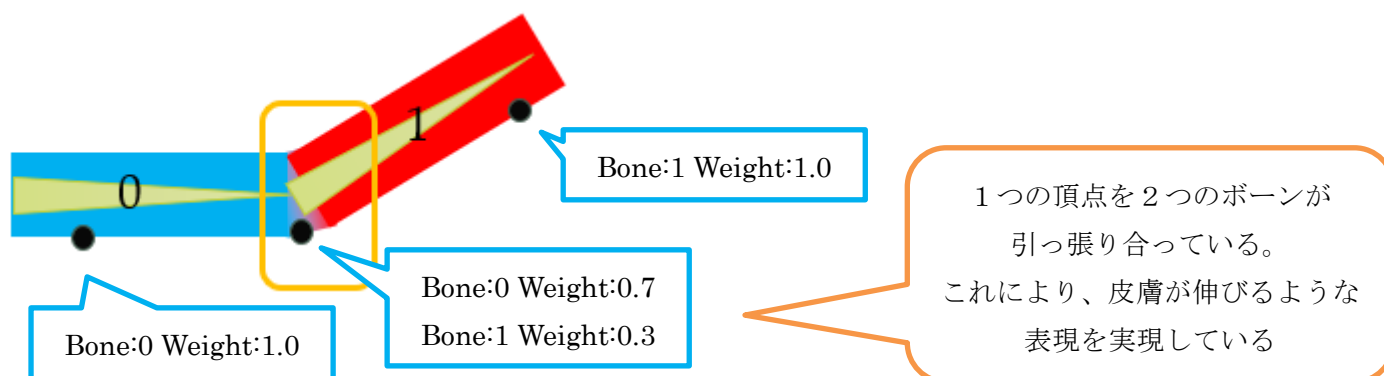 0
1
Bone:1 Weight:1.0
Bone:0 Weight:0.7
Bone:1 Weight:0.3
Bone:0 Weight:1.0
１つの頂点を２つのボーンが
引っ張り合っている。
これにより、皮膚が伸びるような
表現を実現している